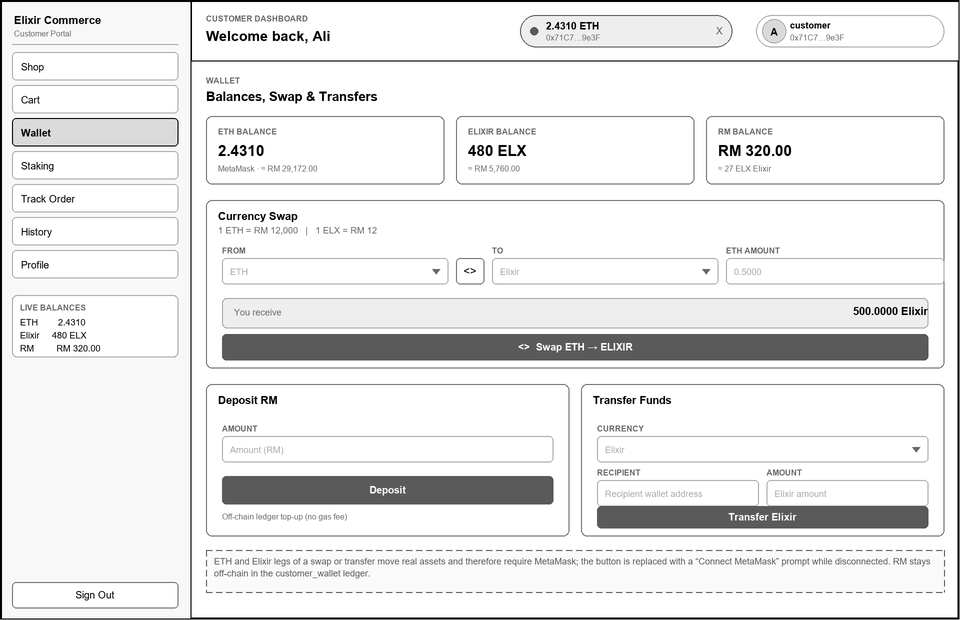 Elixir Commerce
Customer Portal
Shop
Cart
Wallet
Staking
Track Order
History
Profile
LIVE BALANCES
ETH 2.4310
Elixir 480 ELX
RM RM 320.00
Sign Out
CUSTOMER DASHBOARD
Welcome back, Ali
2.4310 ETH
0x71C7...9e3F
X
A
customer
0x71C7...9e3F
WALLET
Balances, Swap & Transfers
ETH BALANCE
2.4310
MetaMask · ≈ RM 29,172.00
ELIXIR BALANCE
480 ELX
≈ RM 5,760.00
RM BALANCE
RM 320.00
≈ 27 ELX Elixir
Currency Swap
1 ETH = RM 12,000 | 1 ELX = RM 12
FROM
ETH
<>
TO
Elixir
ETH AMOUNT
0.5000
You receive
500.0000 Elixir
<> Swap ETH → ELIXIR
Deposit RM
AMOUNT
Amount (RM)
Deposit
Off-chain ledger top-up (no gas fee)
Transfer Funds
CURRENCY
Elixir
RECIPIENT
Recipient wallet address
AMOUNT
Elixir amount
Transfer Elixir
ETH and Elixir legs of a swap or transfer move real assets and therefore require MetaMask; the button is replaced with a “Connect MetaMask” prompt while disconnected. RM stays
off-chain in the customer_wallet ledger.